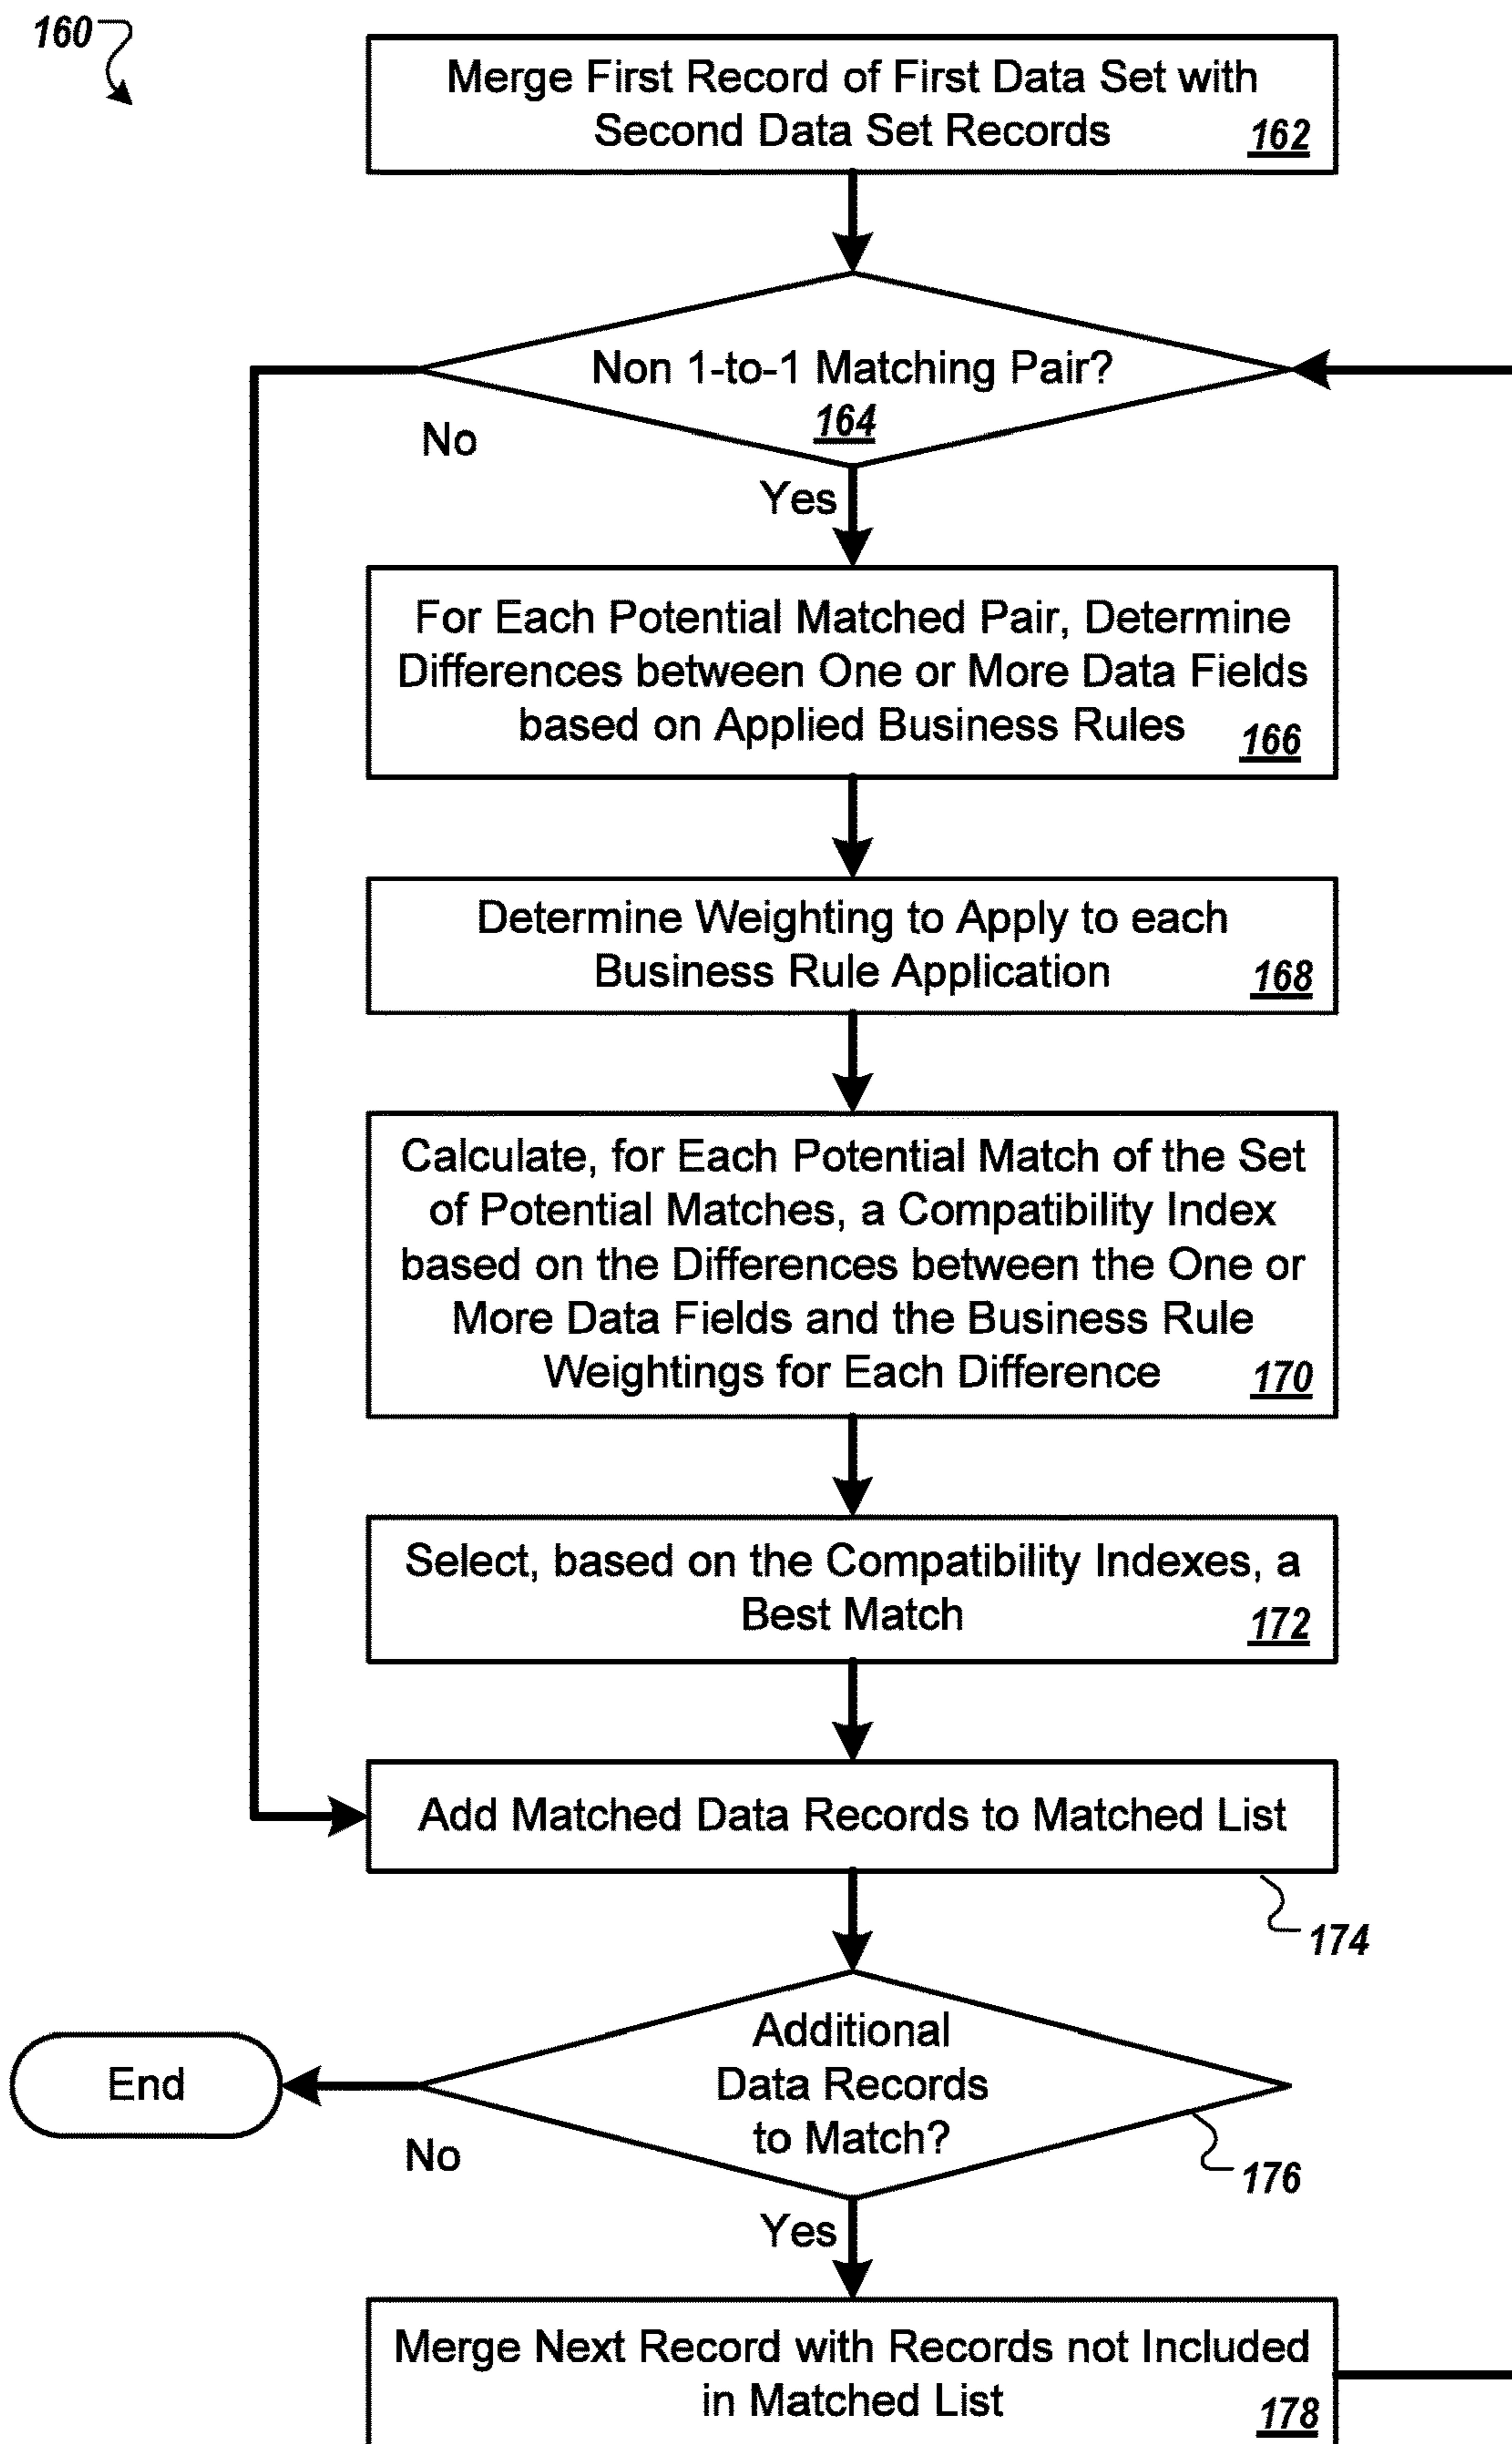 160
Merge First Record of First Data Set with
Second Data Set Records 162
Non 1-to-1 Matching Pair?
164
No
Yes
For Each Potential Matched Pair, Determine
Differences between One or More Data Fields
based on Applied Business Rules 166
Determine Weighting to Apply to each
Business Rule Application 168
Calculate, for Each Potential Match of the Set
of Potential Matches, a Compatibility Index
based on the Differences between the One or
More Data Fields and the Business Rule
Weightings for Each Difference 170
Select, based on the Compatibility Indexes, a
Best Match 172
Add Matched Data Records to Matched List
174
Additional
Data Records
to Match?
End
No
176
Yes
Merge Next Record with Records not Included
in Matched List 178